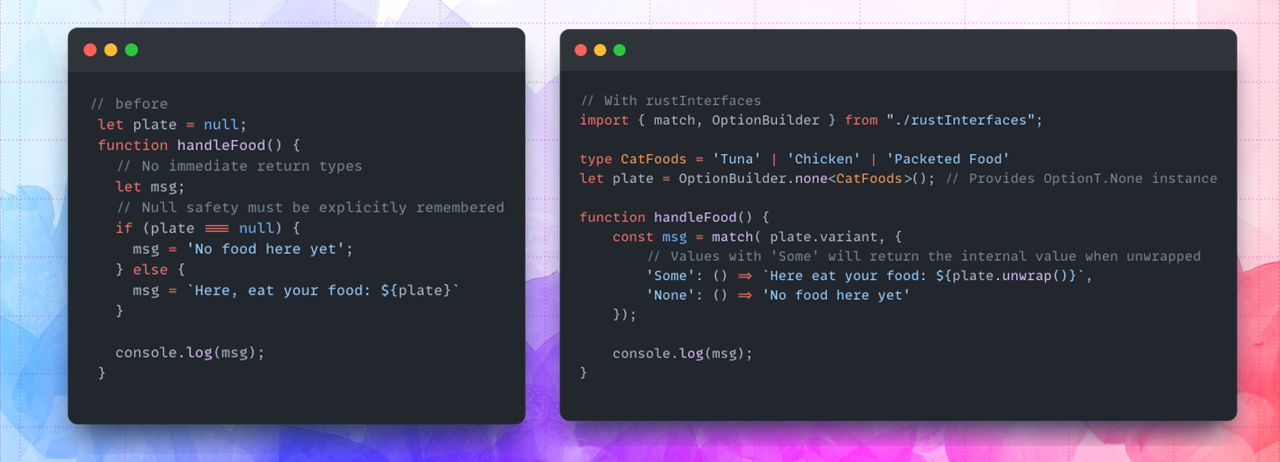 // before
let plate = null;
function handleFood() {
// No immediate return types
let msg;
// Null safety must be explicitly remembered
if (plate === null) {
msg = 'No food here yet';
} else {
msg = `Here, eat your food: ${plate}`
}
console.log(msg);
}
// With rustInterfaces
import { match, OptionBuilder } from "./rustInterfaces";
type CatFoods = 'Tuna' | 'Chicken' | 'Packeted Food'
let plate = OptionBuilder.none<CatFoods>(); // Provides OptionT.None instance
function handleFood() {
const msg = match( plate.variant, {
// Values with 'Some' will return the internal value when unwrapped
'Some': () => `Here eat your food: ${plate.unwrap()}`,
'None': () => 'No food here yet'
});
console.log(msg);
}